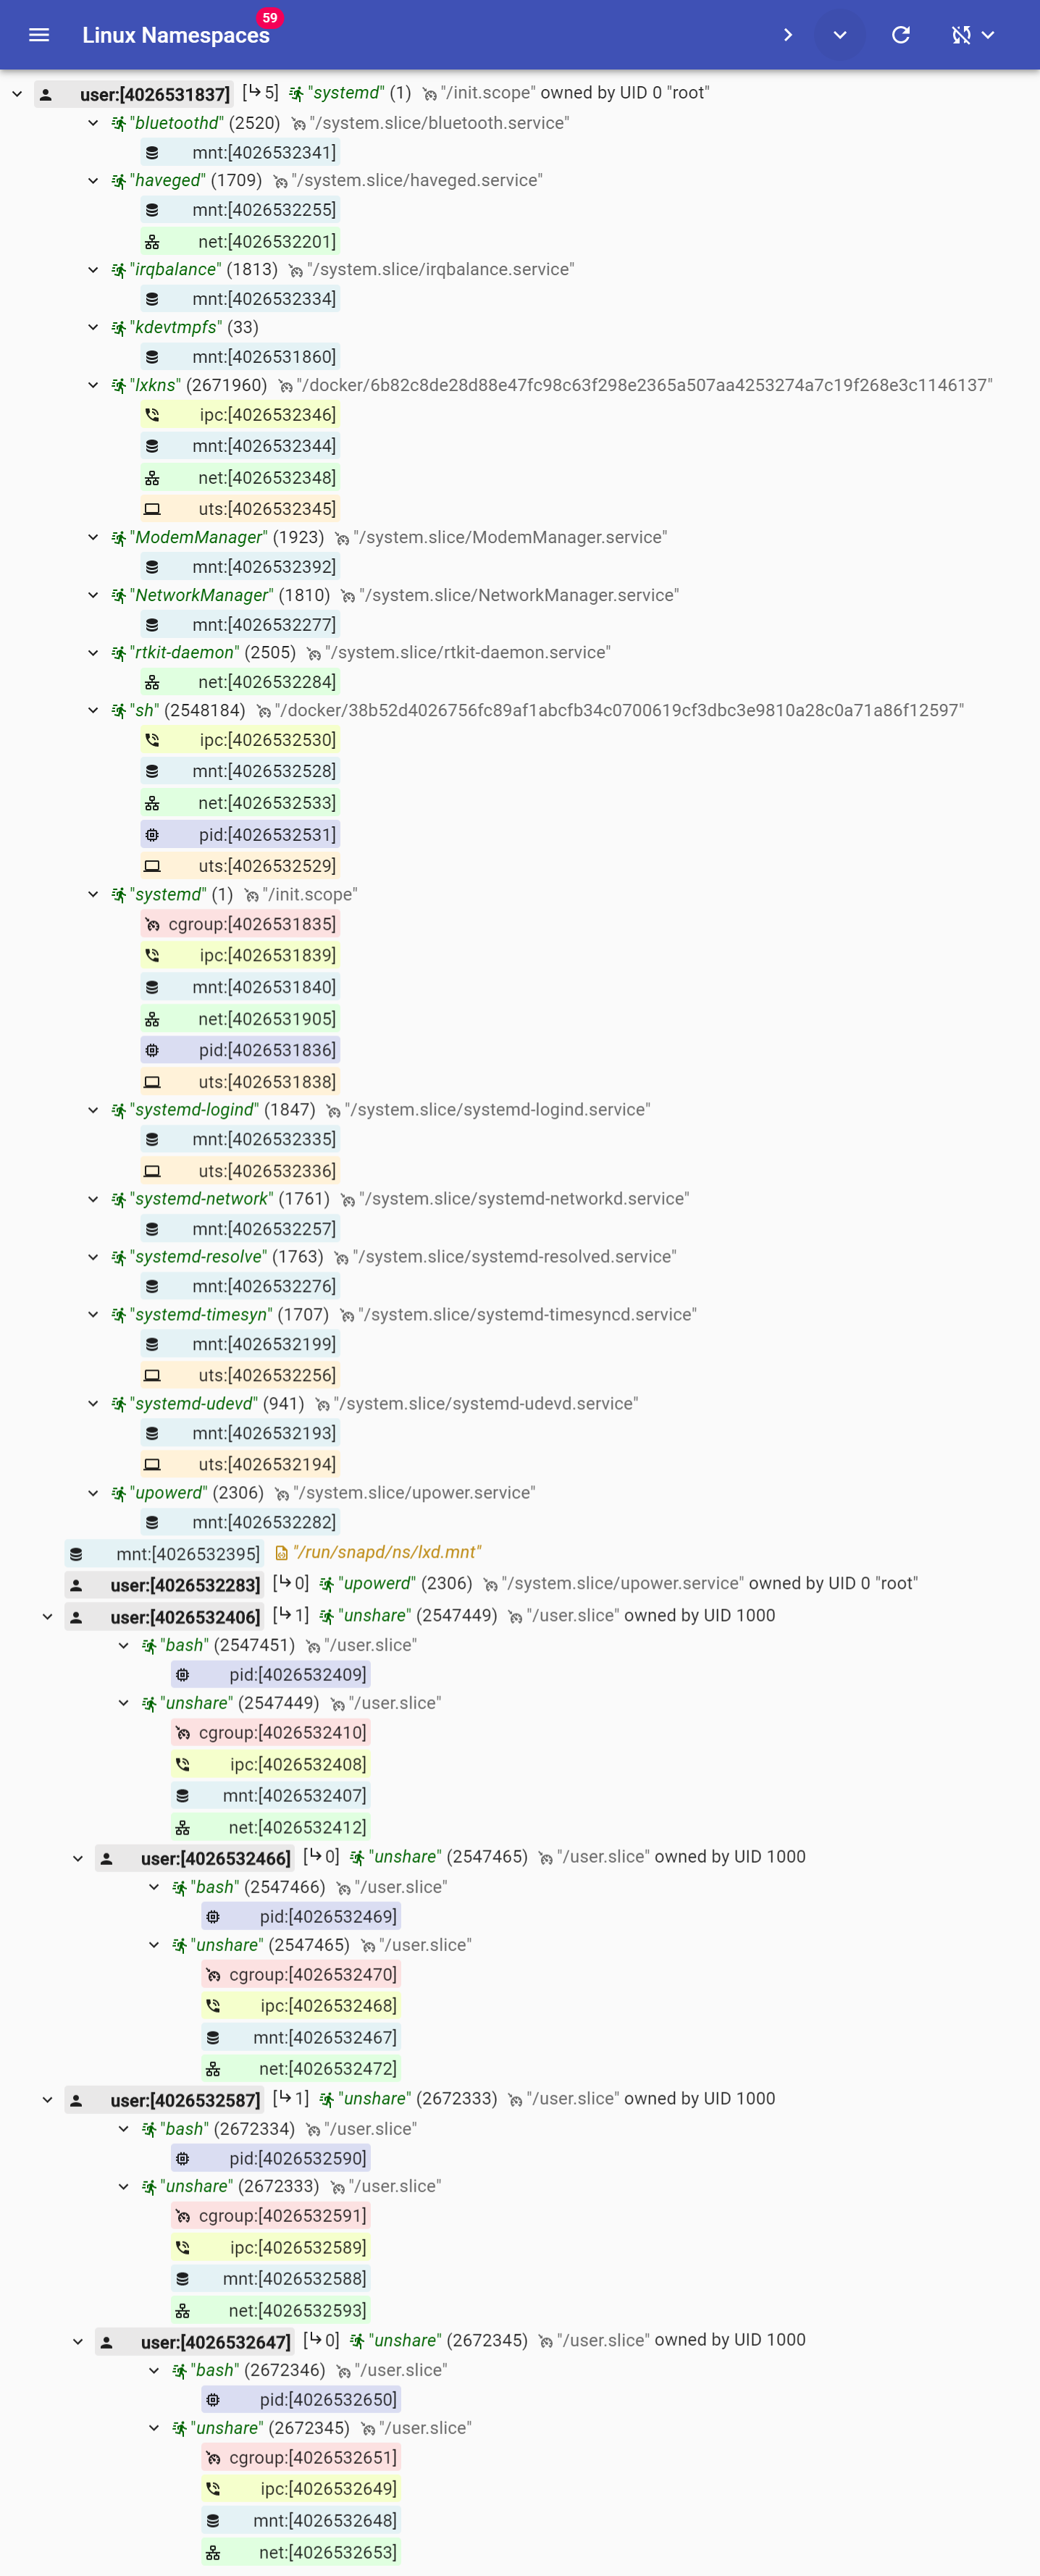 59
Linux Namespaces
user:[4026531837] [↳5] "systemd" (1) "/init.scope" owned by UID 0 "root"
"bluetoothd" (2520) "/system.slice/bluetooth.service"
mnt:[4026532341]
"haveged" (1709) "/system.slice/haveged.service"
mnt:[4026532255]
net:[4026532201]
"irqbalance" (1813) "/system.slice/irqbalance.service"
mnt:[4026532334]
"kdevtmpfs" (33)
mnt:[4026531860]
"lxkns" (2671960) "/docker/6b82c8de28d88e47fc98c63f298e2365a507aa4253274a7c19f268e3c1146137"
ipc:[4026532346]
mnt:[4026532344]
net:[4026532348]
uts:[4026532345]
"ModemManager" (1923) "/system.slice/ModemManager.service"
mnt:[4026532392]
"NetworkManager" (1810) "/system.slice/NetworkManager.service"
mnt:[4026532277]
"rtkit-daemon" (2505) "/system.slice/rtkit-daemon.service"
net:[4026532284]
"sh" (2548184) "/docker/38b52d4026756fc89af1abcfb34c0700619cf3dbc3e9810a28c0a71a86f12597"
ipc:[4026532530]
mnt:[4026532528]
net:[4026532533]
pid:[4026532531]
uts:[4026532529]
"systemd" (1) "/init.scope"
cgroup:[4026531835]
ipc:[4026531839]
mnt:[4026531840]
net:[4026531905]
pid:[4026531836]
uts:[4026531838]
"systemd-logind" (1847) "/system.slice/systemd-logind.service"
mnt:[4026532335]
uts:[4026532336]
"systemd-network" (1761) "/system.slice/systemd-networkd.service"
mnt:[4026532257]
"systemd-resolve" (1763) "/system.slice/systemd-resolved.service"
mnt:[4026532276]
"systemd-timesyn" (1707) "/system.slice/systemd-timesyncd.service"
mnt:[4026532199]
uts:[4026532256]
"systemd-udevd" (941) "/system.slice/systemd-udevd.service"
mnt:[4026532193]
uts:[4026532194]
"upowerd" (2306) "/system.slice/upower.service"
mnt:[4026532282]
mnt:[4026532395] "/run/snapd/ns/lxd.mnt"
user:[4026532283] [↳0] "upowerd" (2306) "/system.slice/upower.service" owned by UID 0 "root"
user:[4026532406] [↳1] "unshare" (2547449) "/user.slice" owned by UID 1000
"bash" (2547451) "/user.slice"
pid:[4026532409]
"unshare" (2547449) "/user.slice"
cgroup:[4026532410]
ipc:[4026532408]
mnt:[4026532407]
net:[4026532412]
user:[4026532466] [↳0] "unshare" (2547465) "/user.slice" owned by UID 1000
"bash" (2547466) "/user.slice"
pid:[4026532469]
"unshare" (2547465) "/user.slice"
cgroup:[4026532470]
ipc:[4026532468]
mnt:[4026532467]
net:[4026532472]
user:[4026532587] [↳1] "unshare" (2672333) "/user.slice" owned by UID 1000
"bash" (2672334) "/user.slice"
pid:[4026532590]
"unshare" (2672333) "/user.slice"
cgroup:[4026532591]
ipc:[4026532589]
mnt:[4026532588]
net:[4026532593]
user:[4026532647] [↳0] "unshare" (2672345) "/user.slice" owned by UID 1000
"bash" (2672346) "/user.slice"
pid:[4026532650]
"unshare" (2672345) "/user.slice"
cgroup:[4026532651]
ipc:[4026532649]
mnt:[4026532648]
net:[4026532653]